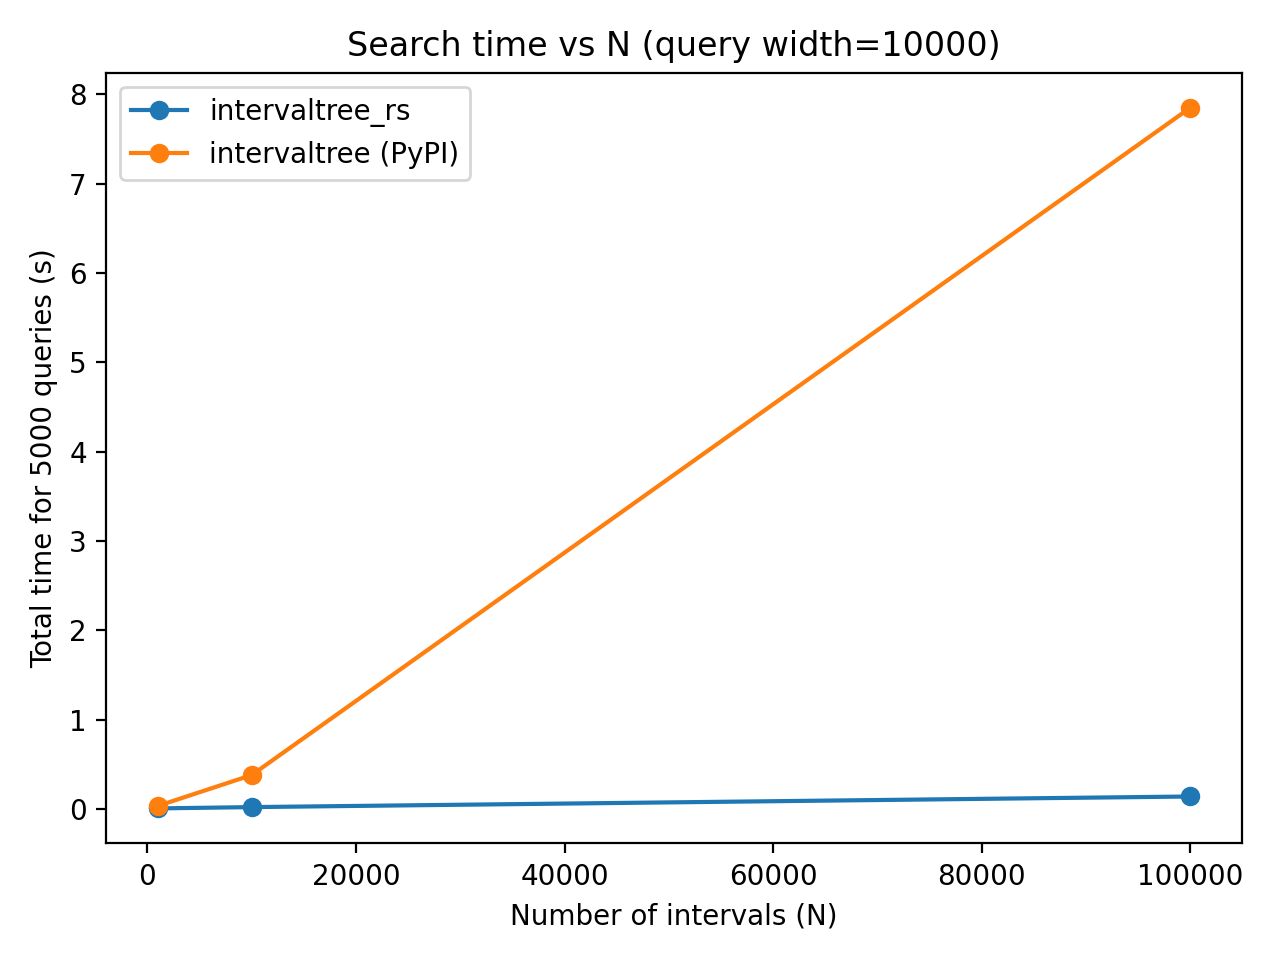 Search time vs N (query width=10000)
intervaltree_rs
intervaltree (PyPI)
Total time for 5000 queries (s)
8
7
6
5
4
3
2
1
0
0 20000 40000 60000 80000 100000
Number of intervals (N)